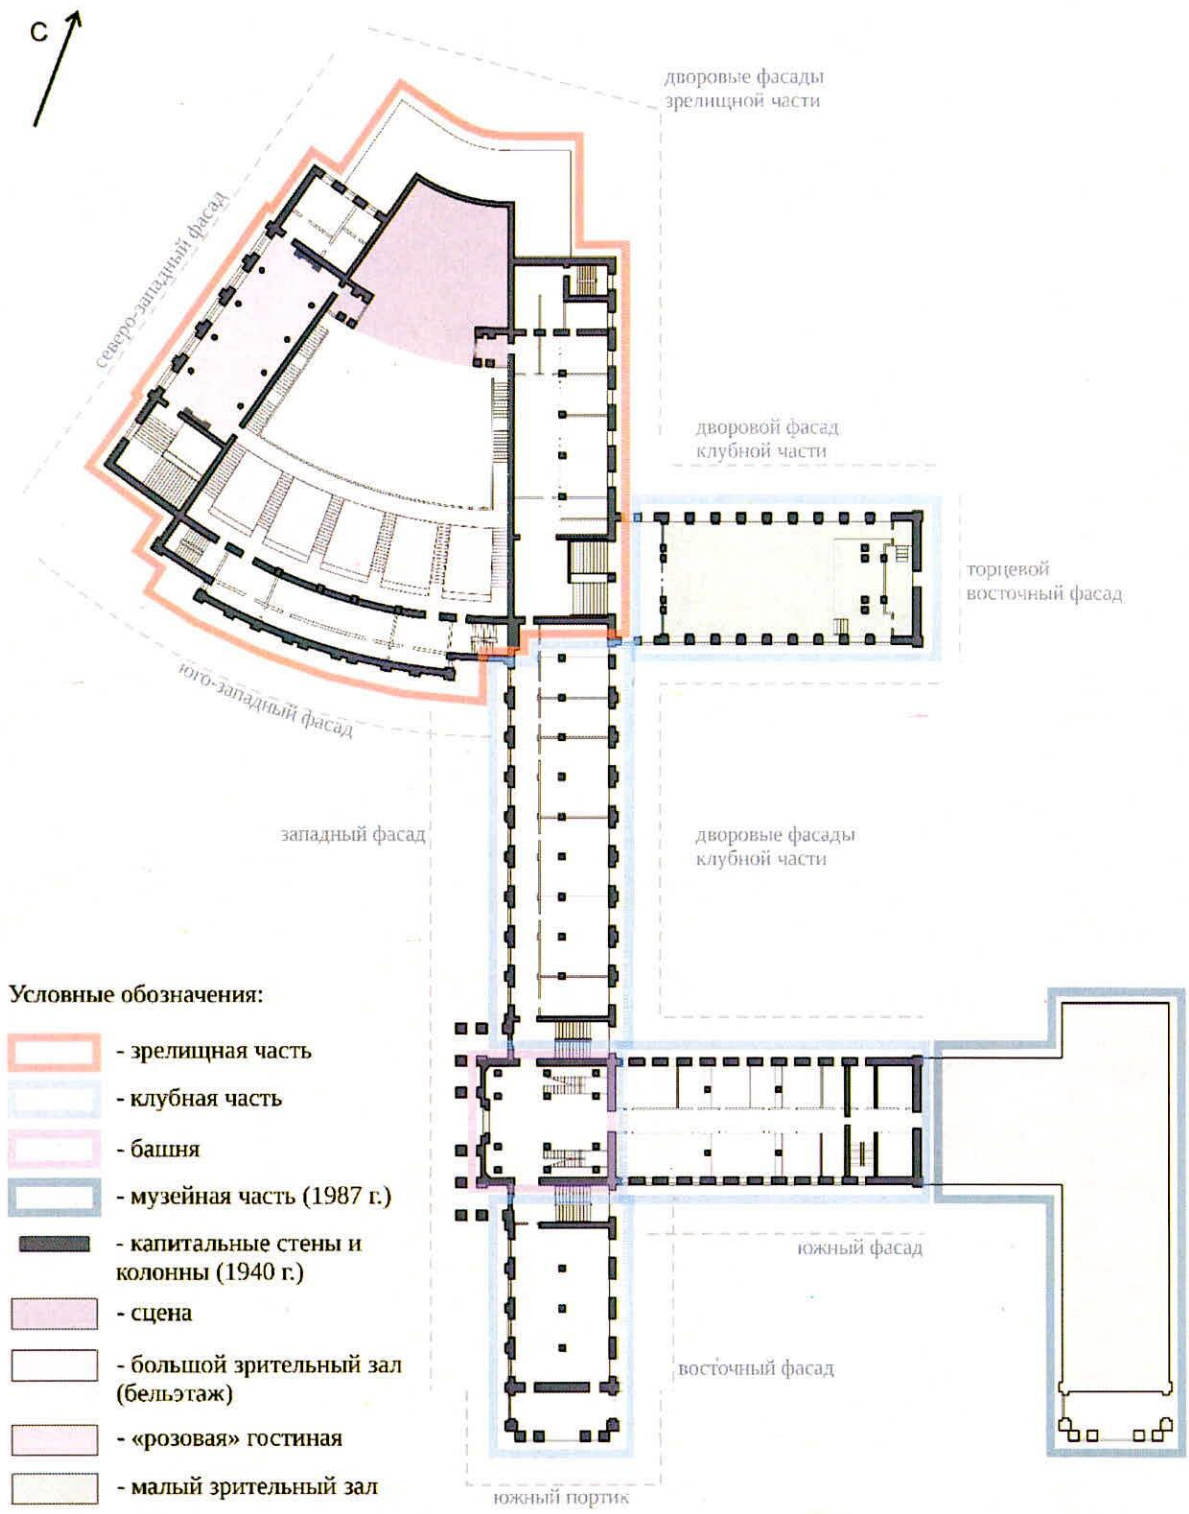 С
дворовые фасады
зрелищной части
северо-западный фасад
дворовой фасад
клубной части
торцевой
восточный фасад
юго-западный фасад
западный фасад
дворовые фасады
клубной части
Условные обозначения:
- зрелищная часть
- клубная часть
- башня
- музейная часть (1987 г.)
- капитальные стены и
колонны (1940 г.)
- сцена
- большой зрительный зал
(бельэтаж)
- «розовая» гостиная
- малый зрительный зал
южный фасад
восточный фасад
южный портик